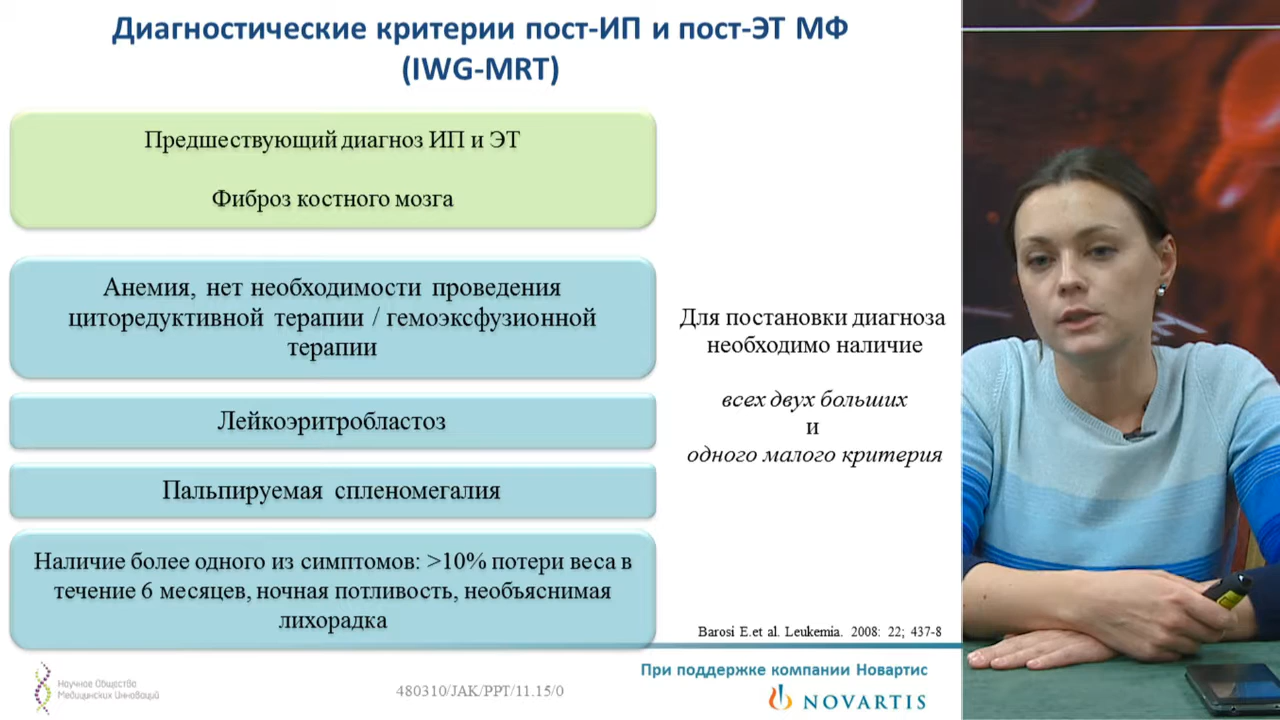 Диагностические критерии пост-ИП и пост-ЭТ МФ
(IWG-MRT)
Предшествующий диагноз ИП и ЭТ
Фиброз костного мозга
Анемия, нет необходимости проведения
циторедуктивной терапии / гемоэксфузионной
терапии
Лейкоэритробластоз
Пальпируемая спленомегалия
Наличие более одного из симптомов: >10% потери веса в
течение 6 месяцев, ночная потливость, необъяснимая
лихорадка
Для постановки диагноза
необходимо наличие
всех двух больших
и
одного малого критерия
Barosi E.et al. Leukemia. 2008: 22; 437-8
При поддержке компании Новартис
NOVARTIS
480310/JAK/PPT/11.15/0
Научное Общество
Медицинских Инноваций